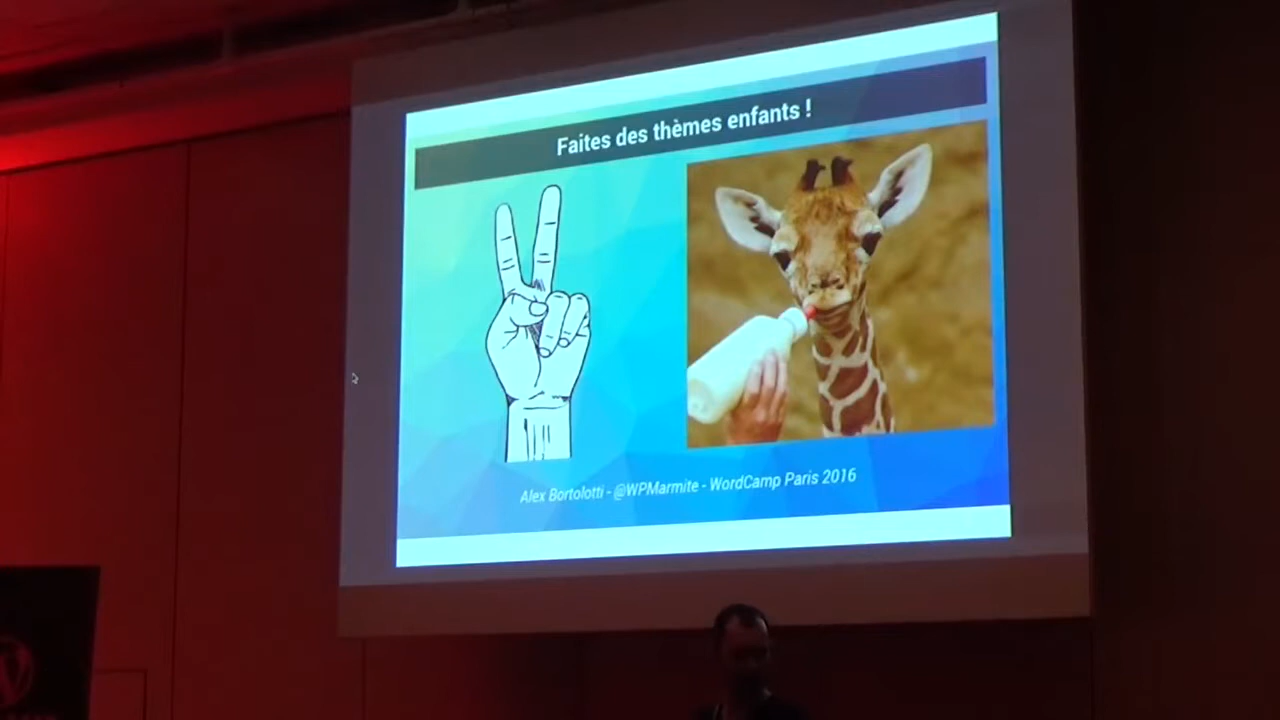 Faites des thèmes enfants !
Alex Bortolotti - @WPMarmite - WordCamp Paris 2016